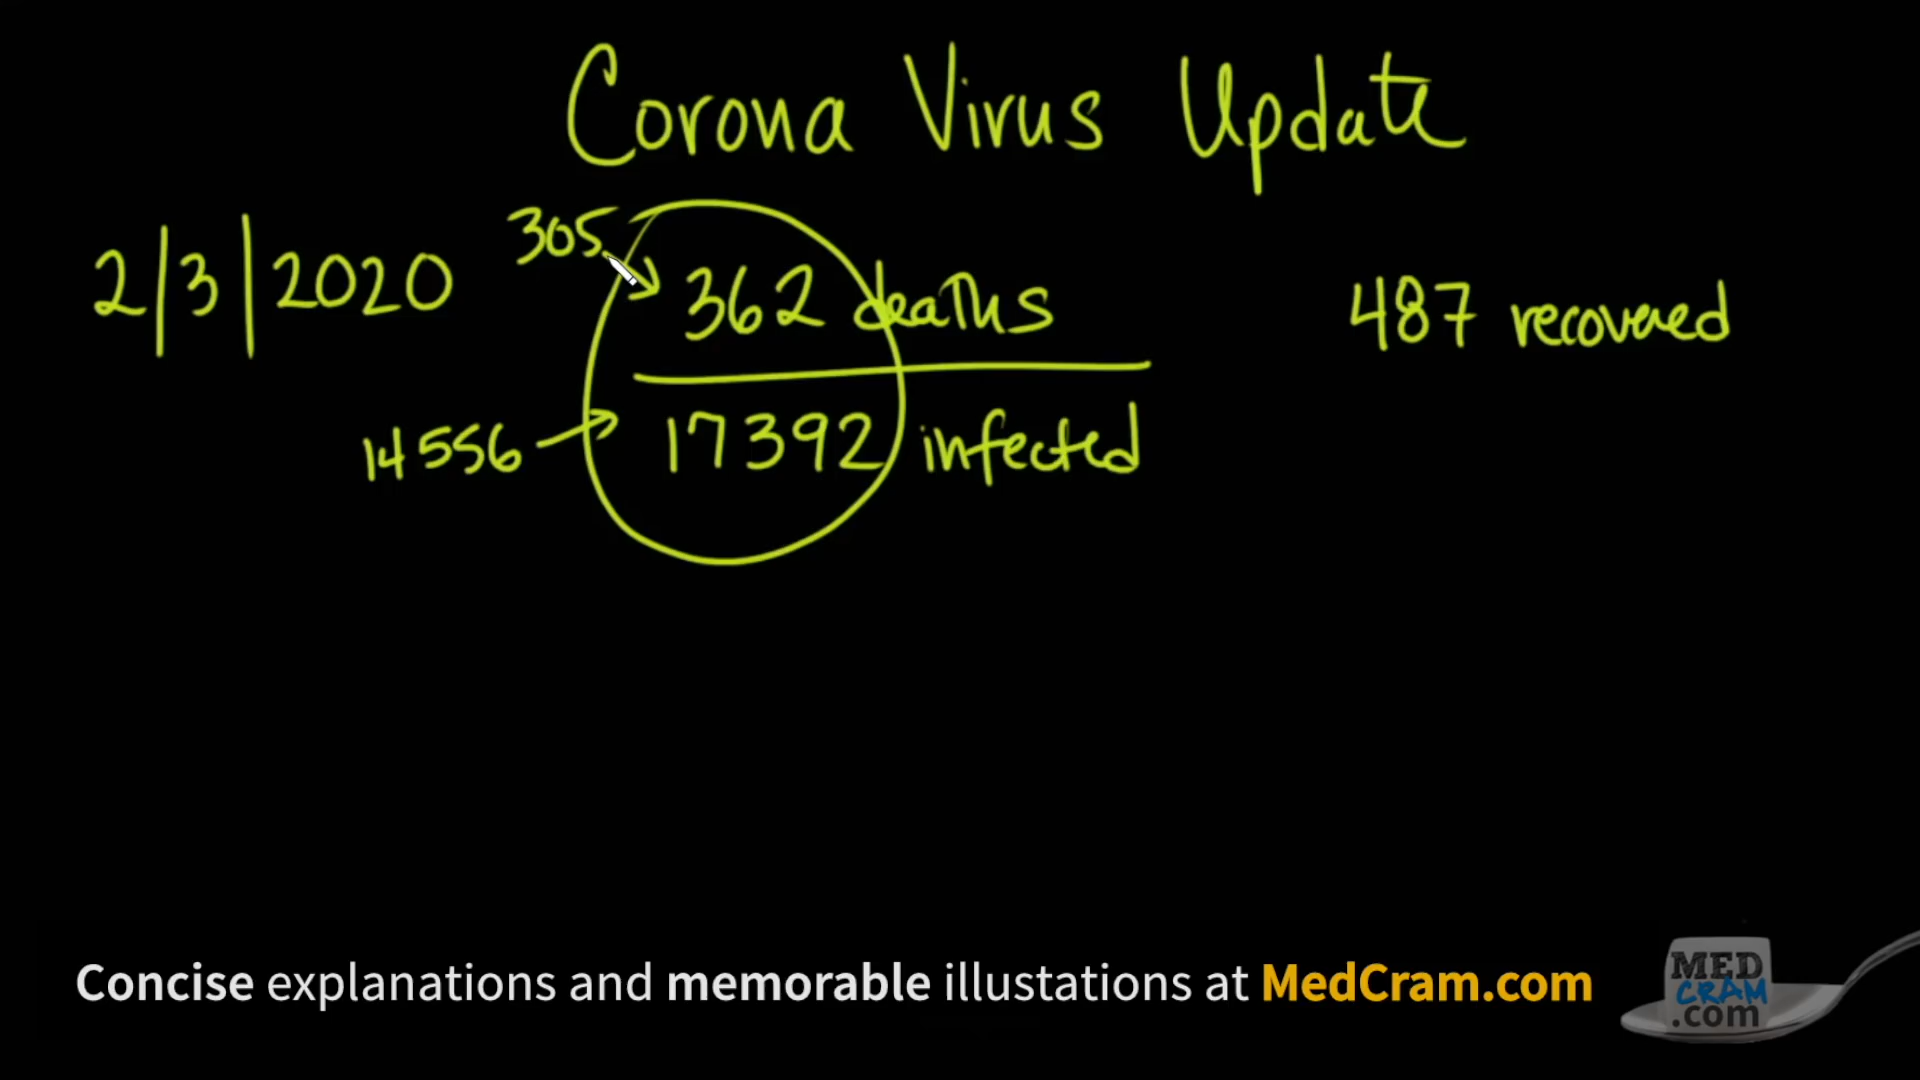 Corona Virus Update
2/3/2020
305 → 362 deaths
487 recovered
14556 → 17392 infected
Concise explanations and memorable illustations at MedCram.com
MED
CRAM
.com